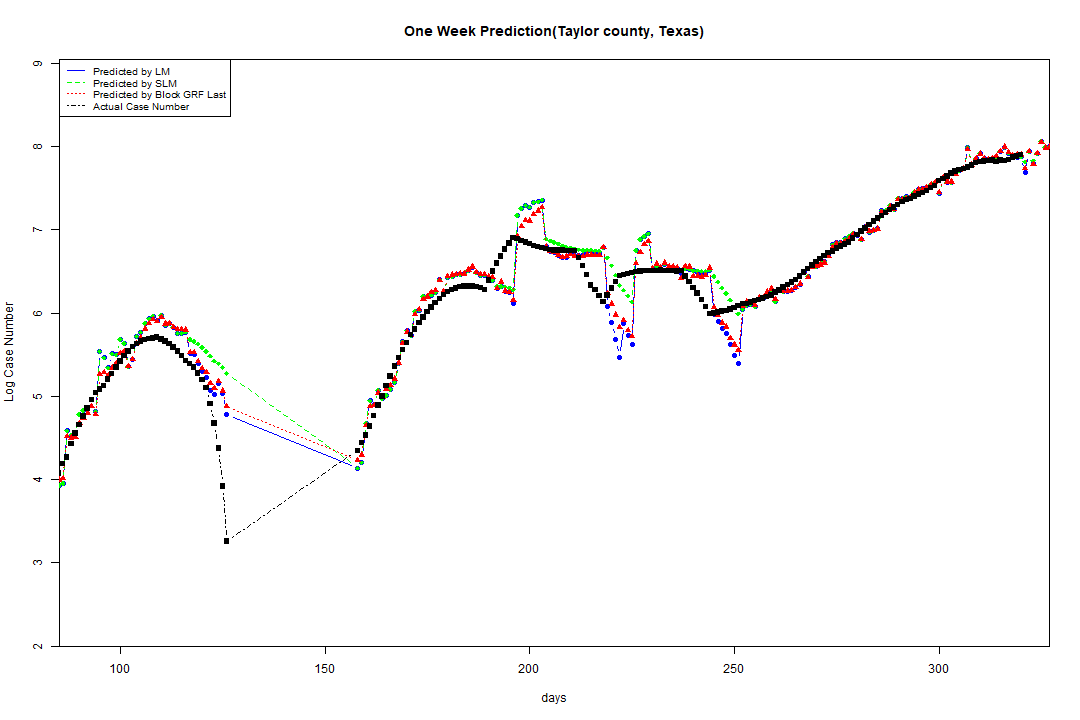 One Week Prediction(Taylor county, Texas)
Predicted by LM
Predicted by SLM
Predicted by Block GRF Last
Actual Case Number
Log Case Number
9
8
7
6
5
4
3
2
100 150 200 250 300
days